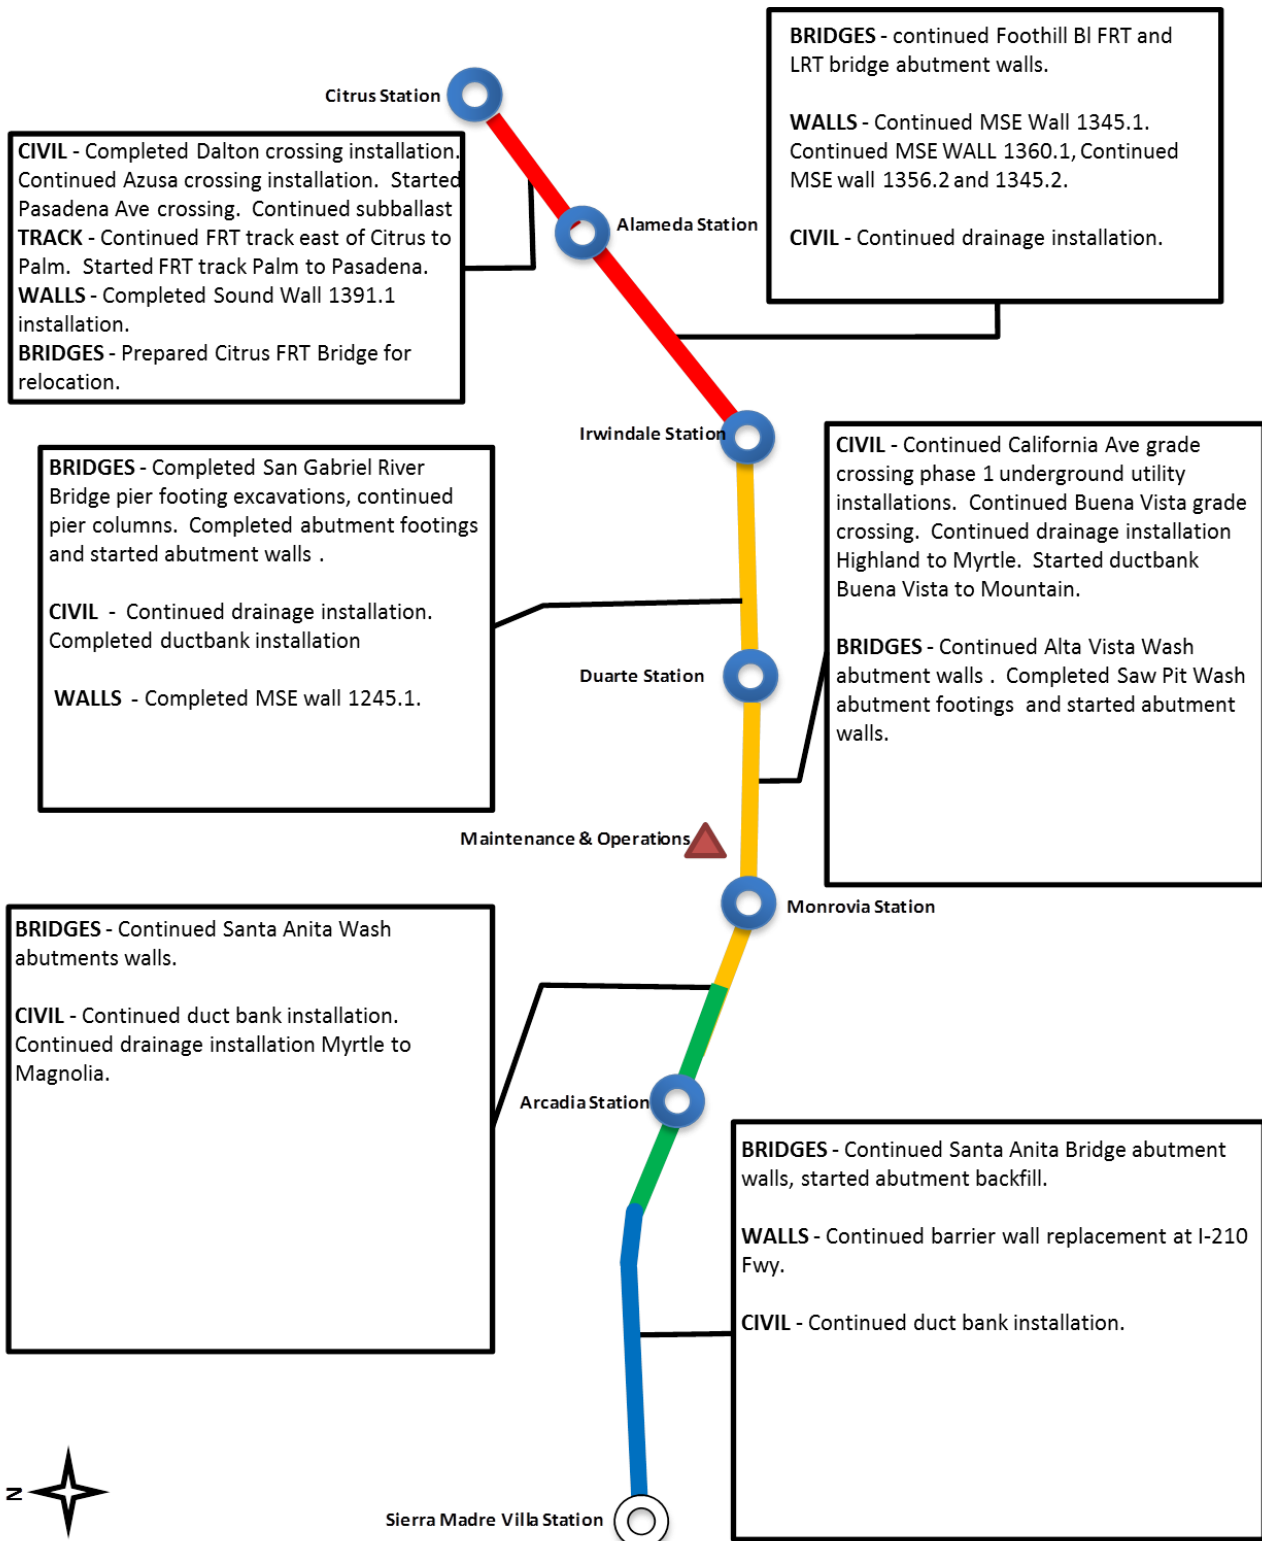 Citrus Station
CIVIL - Completed Dalton crossing installation.
Continued Azusa crossing installation.  Started
Pasadena Ave crossing.  Continued subballast
TRACK - Continued FRT track east of Citrus to
Palm.  Started FRT track Palm to Pasadena.
WALLS - Completed Sound Wall 1391.1
installation.
BRIDGES - Prepared Citrus FRT Bridge for
relocation.
BRIDGES - continued Foothill Bl FRT and
LRT bridge abutment walls.
WALLS - Continued MSE Wall 1345.1.
Continued MSE WALL 1360.1, Continued
MSE wall 1356.2 and 1345.2.
CIVIL - Continued drainage installation.
Alameda Station
Irwindale Station
BRIDGES - Completed San Gabriel River
Bridge pier footing excavations, continued
pier columns.  Completed abutment footings
and started abutment walls .
CIVIL  -  Continued drainage installation.
Completed ductbank installation
WALLS  - Completed MSE wall 1245.1.
CIVIL - Continued California Ave grade
crossing phase 1 underground utility
installations.  Continued Buena Vista grade
crossing.  Continued drainage installation
Highland to Myrtle.  Started ductbank
Buena Vista to Mountain.
BRIDGES - Continued Alta Vista Wash
abutment walls .  Completed Saw Pit Wash
abutment footings  and started abutment
walls.
Duarte Station
Maintenance & Operations
Monrovia Station
BRIDGES - Continued Santa Anita Wash
abutments walls.
CIVIL - Continued duct bank installation.
Continued drainage installation Myrtle to
Magnolia.
Arcadia Station
BRIDGES - Continued Santa Anita Bridge abutment
walls, started abutment backfill.
WALLS - Continued barrier wall replacement at I-210
Fwy.
CIVIL - Continued duct bank installation.
N
Sierra Madre Villa Station